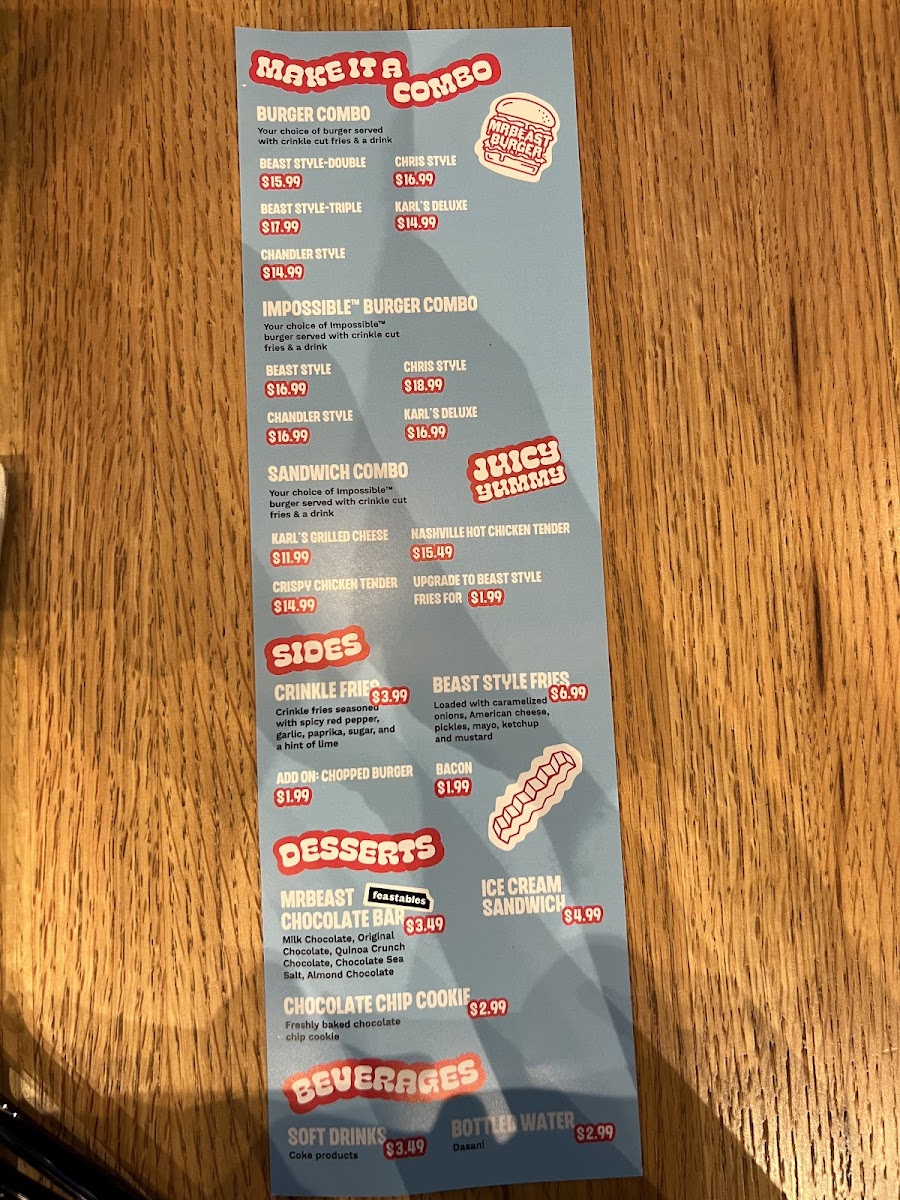 MAKE IT A
COMBO
BURGER COMBO
Your choice of burger served
with crinkle cut fries & a drink
MRBEAST
BURGER
BEAST STYLE-DOUBLE
$15.99
CHRIS STYLE
$16.99
BEAST STYLE-TRIPLE
$17.99
KARL'S DELUXE
$14.99
CHANDLER STYLE
$14.99
IMPOSSIBLE™ BURGER COMBO
Your choice of Impossible™
burger served with crinkle cut
fries & a drink
BEAST STYLE
$16.99
CHRIS STYLE
$18.99
CHANDLER STYLE
$16.99
KARL'S DELUXE
$16.99
JUICY
YUMMY
SANDWICH COMBO
Your choice of Impossible™
burger served with crinkle cut
fries & a drink
KARL'S GRILLED CHEESE
$11.99
NASHVILLE HOT CHICKEN TENDER
$15.49
CRISPY CHICKEN TENDER
$14.99
UPGRADE TO BEAST STYLE
FRIES FOR $1.99
SIDES
CRINKLE FRIES $3.99
Crinkle fries seasoned
with spicy red pepper,
garlic, paprika, sugar, and
a hint of lime
BEAST STYLE FRIES $6.99
Loaded with caramelized
onions, American cheese,
pickles, mayo, ketchup
and mustard
ADD ON: CHOPPED BURGER
$1.99
BACON
$1.99
DESSERTS
MRBEAST feastables
CHOCOLATE BAR $3.49
Milk Chocolate, Original
Chocolate, Quinoa Crunch
Chocolate, Chocolate Sea
Salt, Almond Chocolate
ICE CREAM
SANDWICH $4.99
CHOCOLATE CHIP COOKIE $2.99
Freshly baked chocolate
chip cookie
BEVERAGES
SOFT DRINKS $3.49
Coke products
BOTTLED WATER $2.99
Dasani